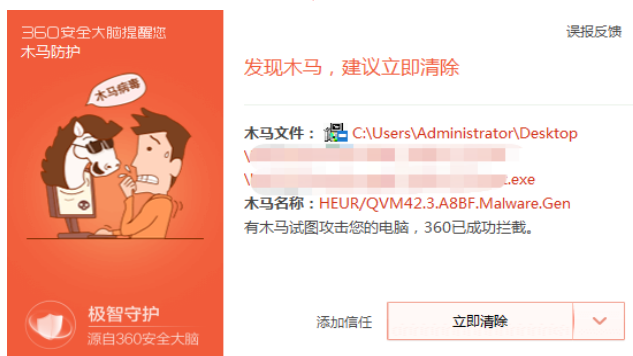 360安全大脑提醒您
木马防护
木马病毒
极智守护
源自360安全大脑
误报反馈
发现木马，建议立即清除
木马文件： C:\Users\Administrator\Desktop
\
\ .exe
木马名称：HEUR/QVM42.3.A8BF.Malware.Gen
有木马试图攻击您的电脑，360已成功拦截。
添加信任 立即清除